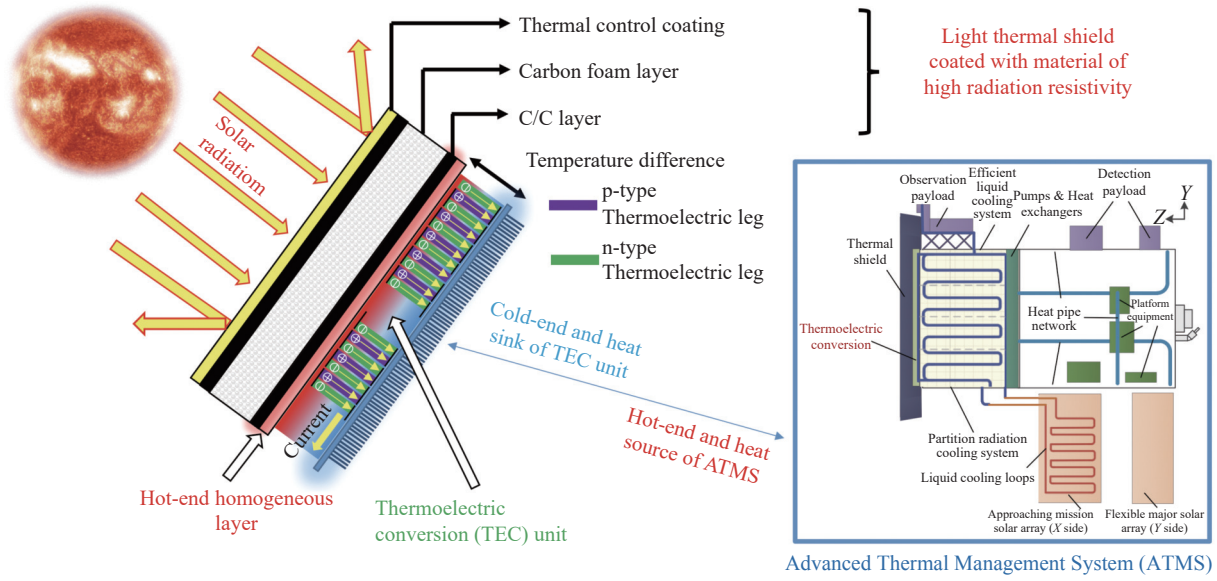 Thermal control coating
Carbon foam layer
C/C layer
Light thermal shield
coated with material of
high radiation resistivity
Solar
radiation
Temperature difference
p-type
Thermoelectric leg
n-type
Thermoelectric leg
Cold-end and heat
sink of TEC unit
Hot-end and heat
source of ATMS
Current
Hot-end homogeneous
layer
Thermoelectric
conversion (TEC) unit
Observation
payload
Efficient
liquid
cooling
system
Pumps & Heat
exchangers
Detection
payload
Y
Z
Thermal
shield
Thermoelectric
conversion
Heat pipe
network
Platform
equipment
Partition radiation
cooling system
Liquid cooling loops
Approaching mission
solar array (X side)
Flexible major solar
array (Y side)
Advanced Thermal Management System (ATMS)